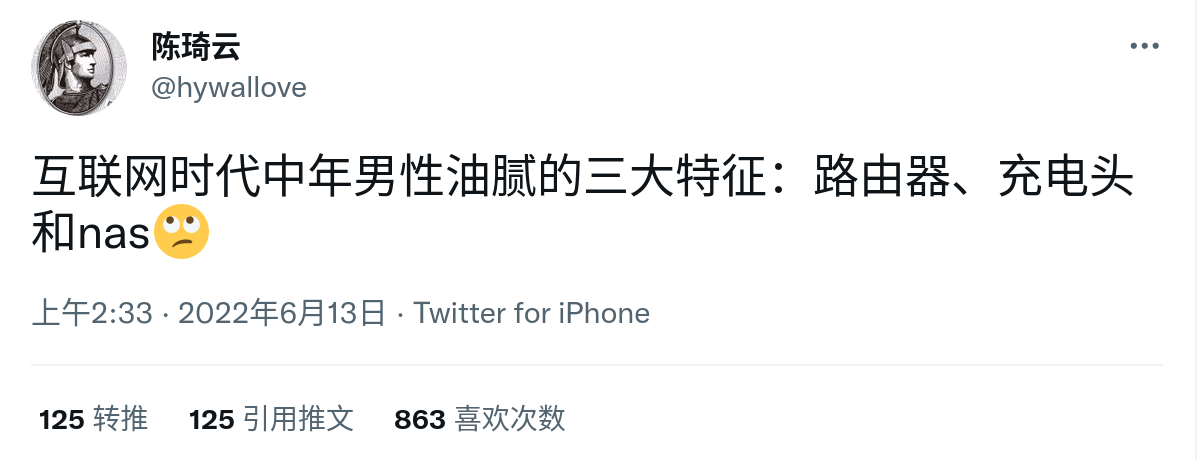 陈琦云
@hywallove
互联网时代中年男性油腻的三大特征：路由器、充电头
和nas🙄
上午2:33 · 2022年6月13日 · Twitter for iPhone
125 转推 125 引用推文 863 喜欢次数